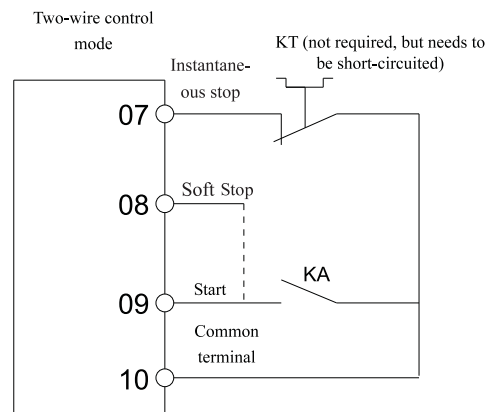 Two-wire control
mode
KT (not required, but needs to
be short-circuited)
Instantane-
ous stop
07
08
Soft Stop
09
Start
KA
Common
terminal
10